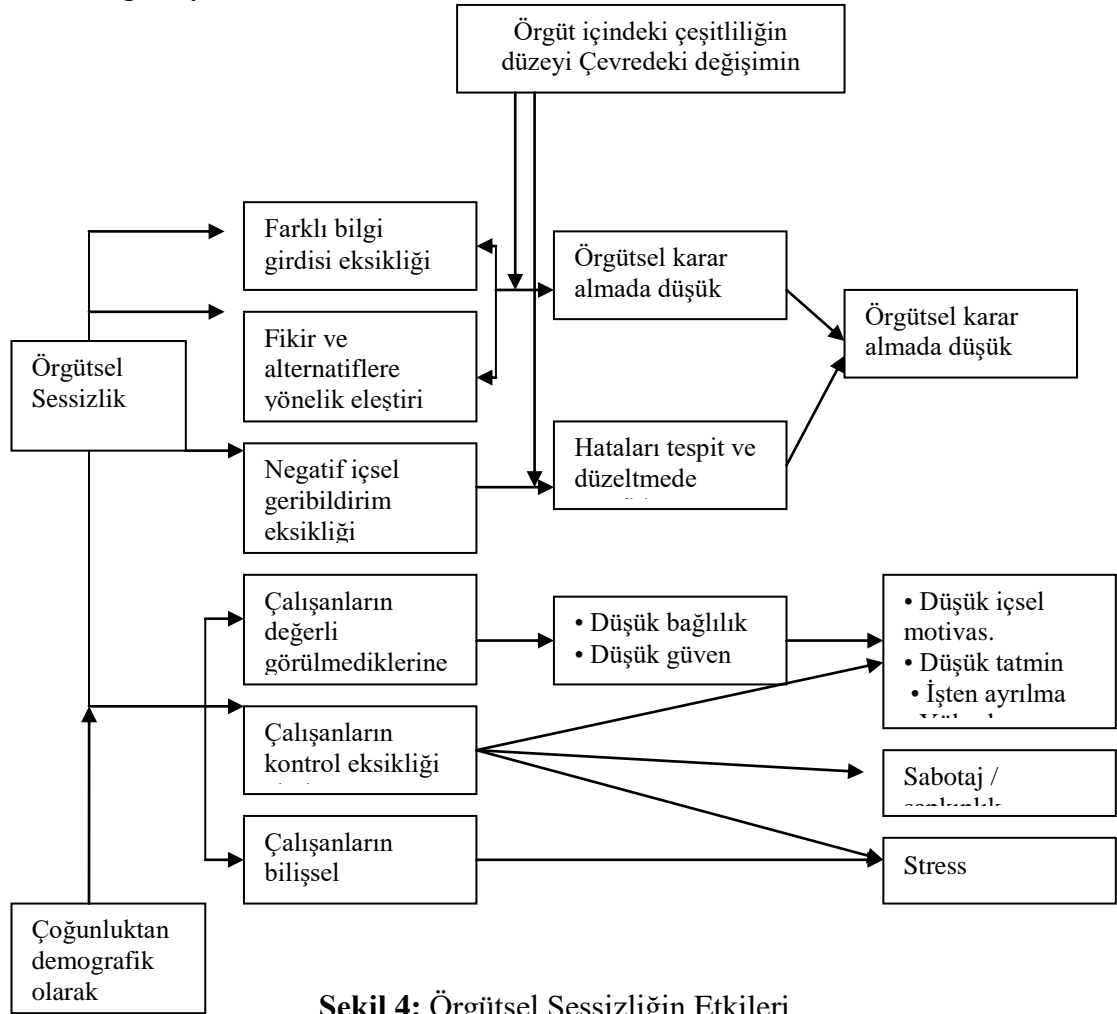 Örgüt içindeki çeşitliliğin
düzeyi Çevredeki değişimin
Farklı bilgi
girdisi eksikliği
Örgütsel karar
almada düşük
Örgütsel karar
almada düşük
Fikir ve
alternatiflere
yönelik eleştiri
Örgütsel
Sessizlik
Negatif içsel
geribildirim
eksikliği
Hataları tespit ve
düzeltmede
Çalışanların
değerli
görülmediklerine
• Düşük bağlılık
• Düşük güven
• Düşük içsel
motivas.
• Düşük tatmin
• İşten ayrılma
Çalışanların
kontrol eksikliği
Sabotaj /
Çalışanların
bilişsel
Stress
Çoğunluktan
demografik
olarak
Şekil 4: Örgütsel Sessizliğin Etkileri